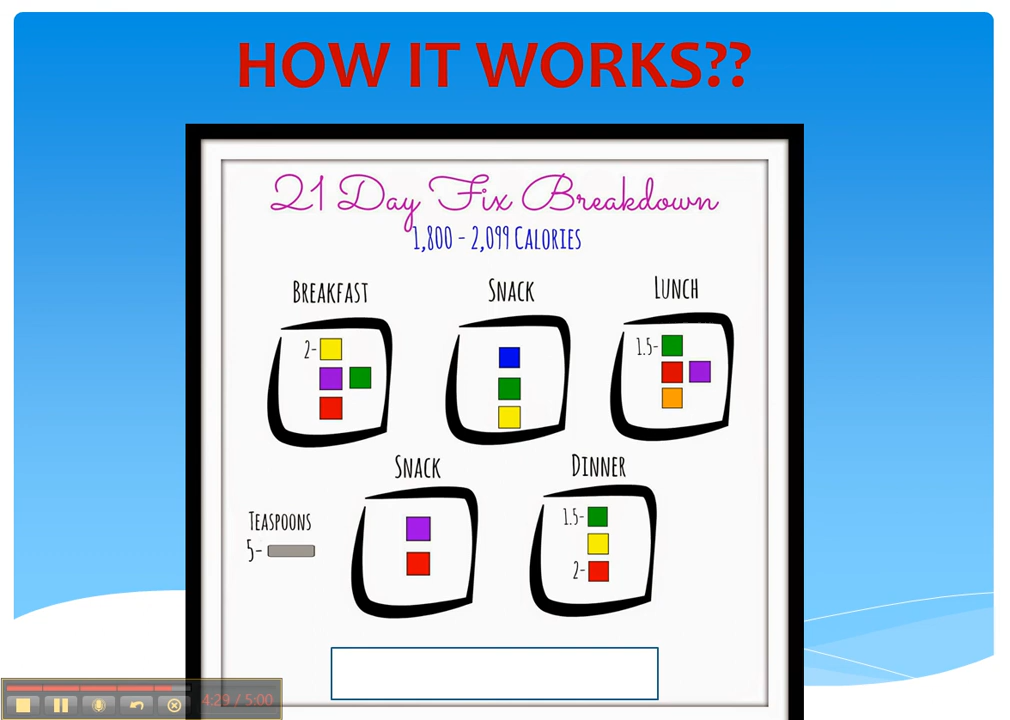 HOW IT WORKS??
21 Day Fix Breakdown
1,800 - 2,099 CALORIES
BREAKFAST
SNACK
LUNCH
2-
1.5-
SNACK
DINNER
TEASPOONS
5-
1.5-
2-
4:29 / 5:00